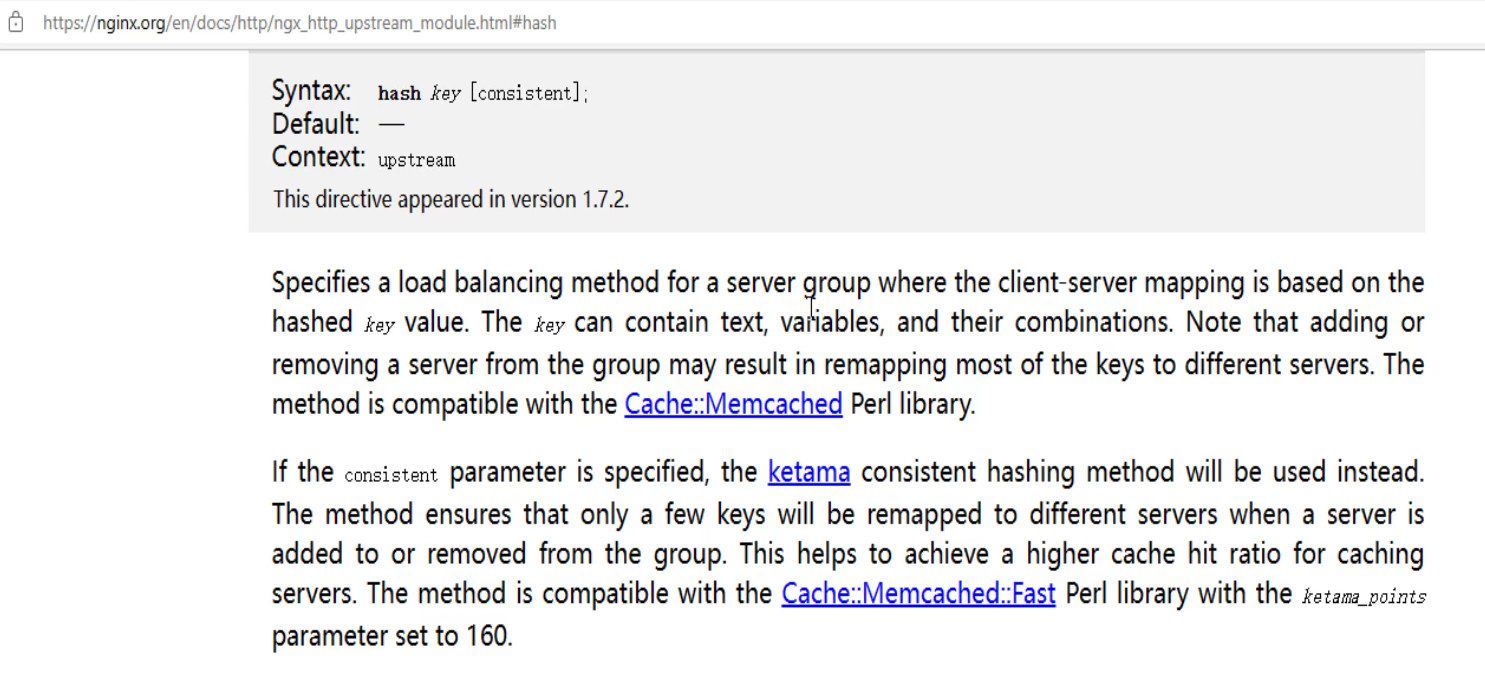 https://nginx.org/en/docs/http/ngx_http_upstream_module.html#hash
Syntax: hash key [consistent];
Default: —
Context: upstream
This directive appeared in version 1.7.2.
Specifies a load balancing method for a server group where the client-server mapping is based on the
hashed key value. The key can contain text, variables, and their combinations. Note that adding or
removing a server from the group may result in remapping most of the keys to different servers. The
method is compatible with the Cache::Memcached Perl library.
If the consistent parameter is specified, the ketama consistent hashing method will be used instead.
The method ensures that only a few keys will be remapped to different servers when a server is
added to or removed from the group. This helps to achieve a higher cache hit ratio for caching
servers. The method is compatible with the Cache::Memcached::Fast Perl library with the ketama_points
parameter set to 160.